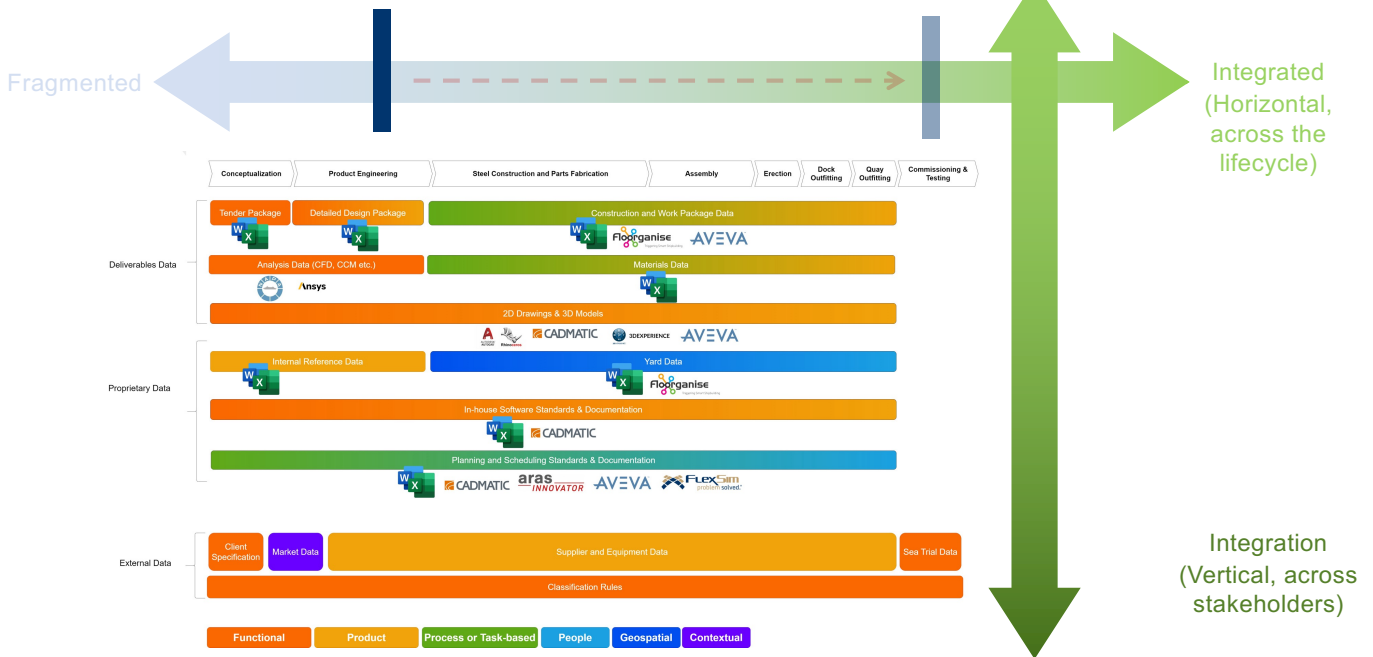 Fragmented
Integrated
(Horizontal,
across the
lifecycle)
Conceptualization
Product Engineering
Steel Construction and Parts Fabrication
Assembly
Erection
Dock
Outfitting
Quay
Outfitting
Commissioning &
Testing
Deliverables Data
Tender Package
Detailed Design Package
Construction and Work Package Data
W X
W X
W X
Floorganise
AVEVA
Analysis Data (CFD, CCM etc.)
Materials Data
Ansys
W X
2D Drawings & 3D Models
A
CADMATIC
3DEXPERIENCE
AVEVA
Proprietary Data
Internal Reference Data
Yard Data
W X
W X
Floorganise
In-house Software Standards & Documentation
W X
CADMATIC
Planning and Scheduling Standards & Documentation
W X
CADMATIC
aras
INNOVATOR
AVEVA
FlexSim
problem solved.
External Data
Client
Specification
Market Data
Supplier and Equipment Data
Sea Trial Data
Classification Rules
Integration
(Vertical, across
stakeholders)
Functional
Product
Process or Task-based
People
Geospatial
Contextual